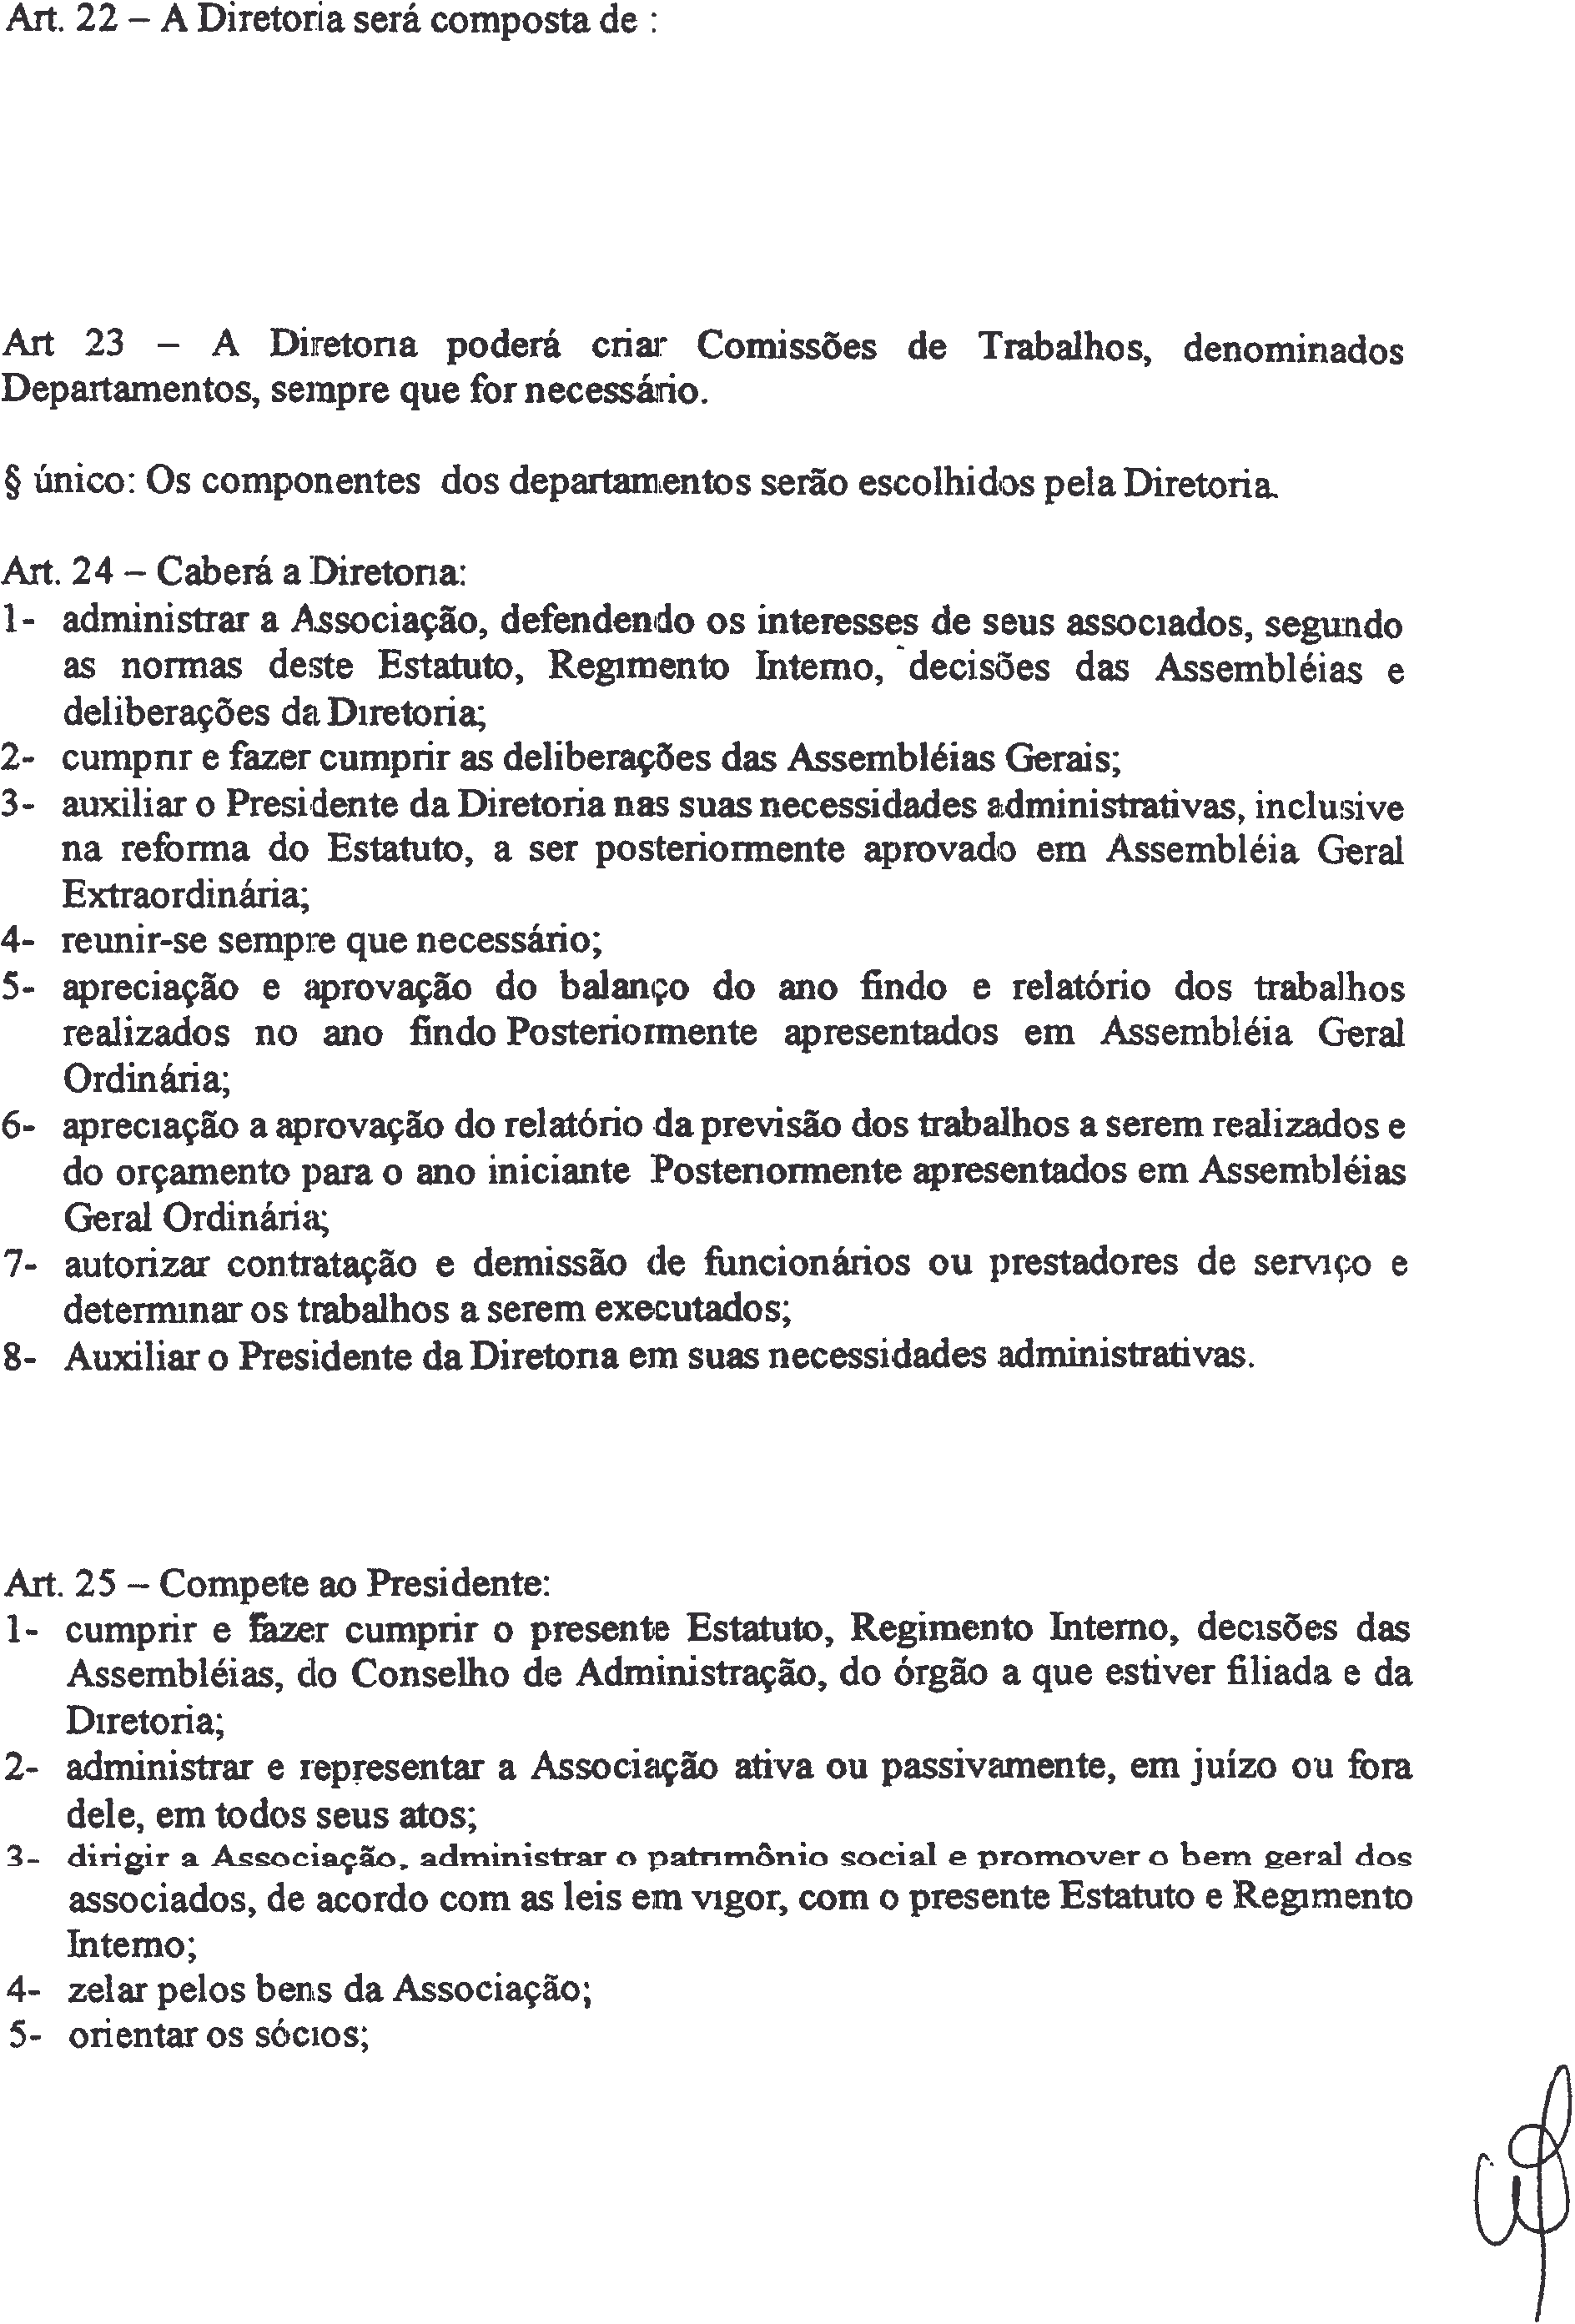 Art. 22 – A Diretoria será composta de :
Art 23 – A Diretoria poderá criar Comissões de Trabalhos, denominados
Departamentos, sempre que for necessário.
§ único: Os componentes dos departamentos serão escolhidos pela Diretoria.
Art. 24 – Caberá a Diretoria:
1- administrar a Associação, defendendo os interesses de seus associados, segundo
as normas deste Estatuto, Regimento Interno, decisões das Assembléias e
deliberações da Diretoria;
2- cumprir e fazer cumprir as deliberações das Assembléias Gerais;
3- auxiliar o Presidente da Diretoria nas suas necessidades administrativas, inclusive
na reforma do Estatuto, a ser posteriormente aprovado em Assembléia Geral
Extraordinária;
4- reunir-se sempre que necessário;
5- apreciação e aprovação do balanço do ano findo e relatório dos trabalhos
realizados no ano findo Posteriormente apresentados em Assembléia Geral
Ordinária;
6- apreciação a aprovação do relatório da previsão dos trabalhos a serem realizados e
do orçamento para o ano iniciante Posteriormente apresentados em Assembléias
Geral Ordinária;
7- autorizar contratação e demissão de funcionários ou prestadores de serviço e
determinar os trabalhos a serem executados;
8- Auxiliar o Presidente da Diretoria em suas necessidades administrativas.
Art. 25 – Compete ao Presidente:
1- cumprir e fazer cumprir o presente Estatuto, Regimento Interno, decisões das
Assembléias, do Conselho de Administração, do órgão a que estiver filiada e da
Diretoria;
2- administrar e representar a Associação ativa ou passivamente, em juízo ou fora
dele, em todos seus atos;
3- dirigir a Associação, administrar o patrimônio social e promover o bem geral dos
associados, de acordo com as leis em vigor, com o presente Estatuto e Regimento
Interno;
4- zelar pelos bens da Associação;
5- orientar os sócios;